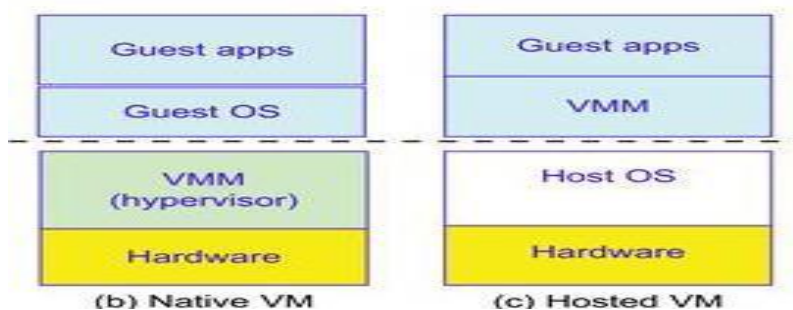 Guest apps
Guest OS
VMM
(hypervisor)
Hardware
(b) Native VM
Guest apps
VMM
Host OS
Hardware
(c) Hosted VM